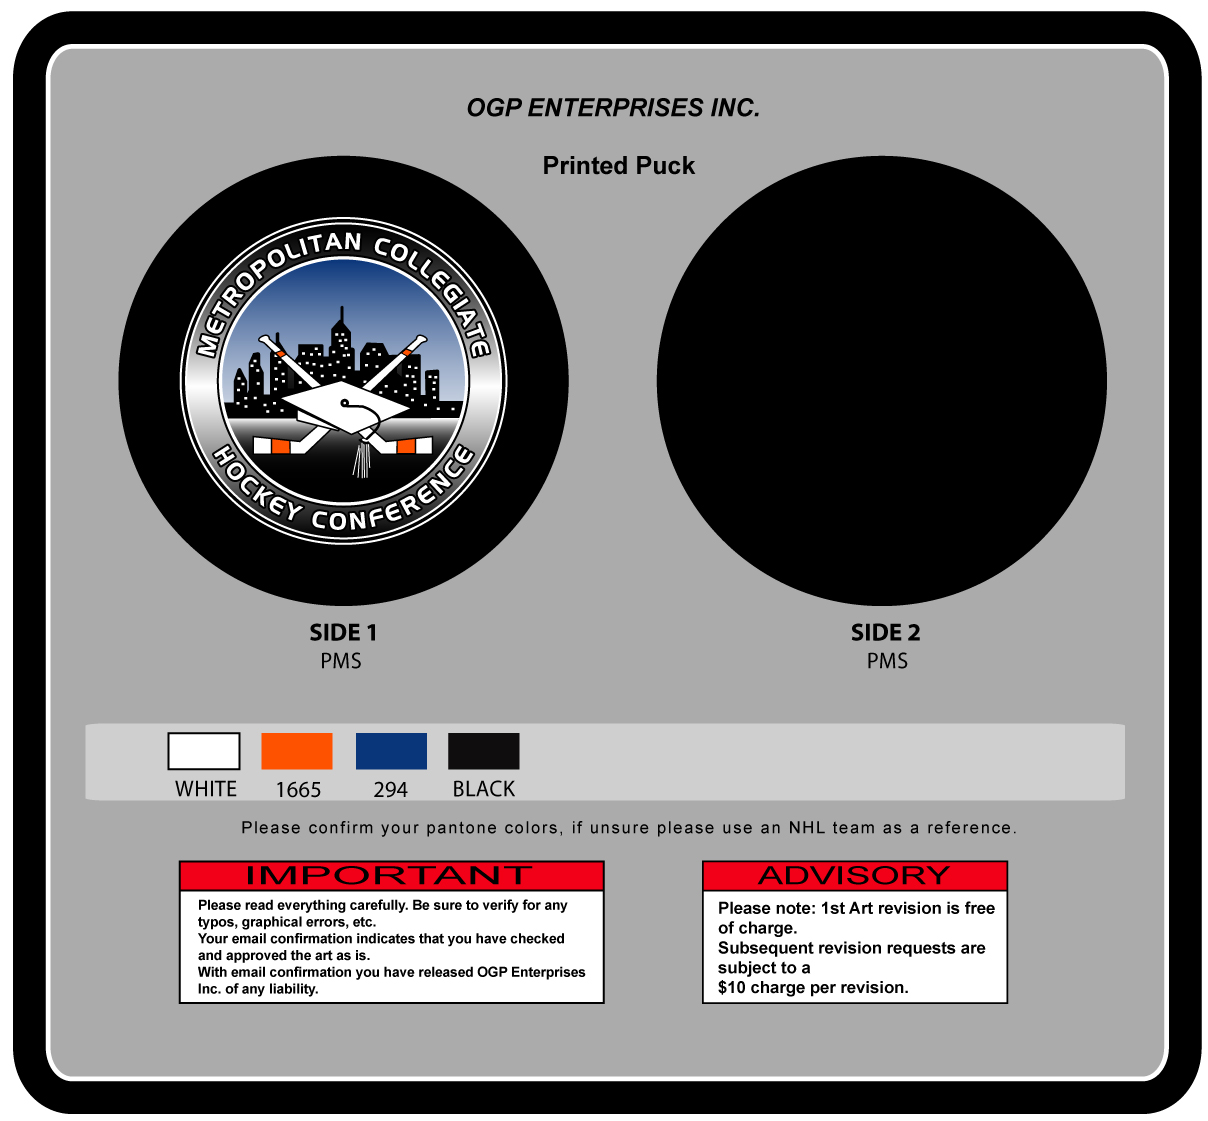 OGP ENTERPRISES INC.
Printed Puck
METROPOLITAN COLLEGIATE
HOCKEY CONFERENCE
SIDE 1
PMS
SIDE 2
PMS
WHITE
1665
294
BLACK
Please confirm your pantone colors, if unsure please use an NHL team as a reference.
IMPORTANT
Please read everything carefully. Be sure to verify for any
typos, graphical errors, etc.
Your email confirmation indicates that you have checked
and approved the art as is.
With email confirmation you have released OGP Enterprises
Inc. of any liability.
ADVISORY
Please note: 1st Art revision is free
of charge.
Subsequent revision requests are
subject to a
$10 charge per revision.